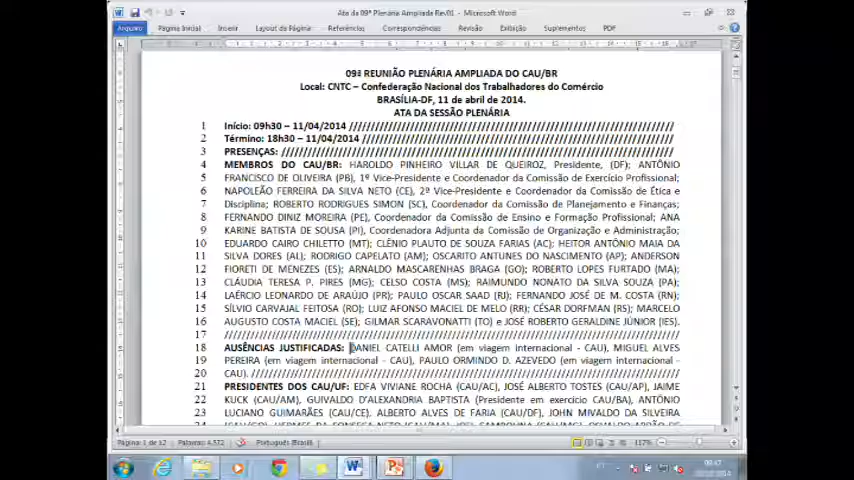 Ata da 09ª Plenária Ampliada Rev.01 - Microsoft Word
Arquivo Página Inicial Inserir Layout da Página Referências Correspondências Revisão Exibição Suplementos PDF
09ª REUNIÃO PLENÁRIA AMPLIADA DO CAU/BR
Local: CNTC – Confederação Nacional dos Trabalhadores do Comércio
BRASÍLIA-DF, 11 de abril de 2014.
ATA DA SESSÃO PLENÁRIA
1 Início: 09h30 – 11/04/2014 ////////////////////////////////////////////////////////////////////////////////
2 Término: 18h30 – 11/04/2014 /////////////////////////////////////////////////////////////////////////////
3 PRESENÇAS: ////////////////////////////////////////////////////////////////////////////////////////////////
4 MEMBROS DO CAU/BR: HAROLDO PINHEIRO VILLAR DE QUEIROZ, Presidente, (DF); ANTÔNIO
5 FRANCISCO DE OLIVEIRA (PB), 1º Vice-Presidente e Coordenador da Comissão de Exercício Profissional;
6 NAPOLEÃO FERREIRA DA SILVA NETO (CE), 2º Vice-Presidente e Coordenador da Comissão de Ética e
7 Disciplina; ROBERTO RODRIGUES SIMON (SC), Coordenador da Comissão de Planejamento e Finanças;
8 FERNANDO DINIZ MOREIRA (PE), Coordenador da Comissão de Ensino e Formação Profissional; ANA
9 KARINE BATISTA DE SOUSA (PI), Coordenadora Adjunta da Comissão de Organização e Administração;
10 EDUARDO CAIRO CHILETTO (MT); CLÊNIO PLAUTO DE SOUZA FARIAS (AC); HEITOR ANTÔNIO MAIA DA
11 SILVA DORES (AL); RODRIGO CAPELATO (AM); OSCARITO ANTUNES DO NASCIMENTO (AP); ANDERSON
12 FIORETI DE MENEZES (ES); ARNALDO MASCARENHAS BRAGA (GO); ROBERTO LOPES FURTADO (MA);
13 CLÁUDIA TERESA P. PIRES (MG); CELSO COSTA (MS); RAIMUNDO NONATO DA SILVA SOUZA (PA);
14 LAÉRCIO LEONARDO DE ARAÚJO (PR); PAULO OSCAR SAAD (RJ); FERNANDO JOSÉ DE M. COSTA (RN);
15 SÍLVIO CARVAJAL FEITOSA (RO); LUIZ AFONSO MACIEL DE MELO (RR); CÉSAR DORFMAN (RS); MARCELO
16 AUGUSTO COSTA MACIEL (SE); GILMAR SCARAVONATTI (TO) e JOSÉ ROBERTO GERALDINE JÚNIOR (IES).
17 ////////////////////////////////////////////////////////////////////////////////////////////////////////////
18 AUSÊNCIAS JUSTIFICADAS: DANIEL CATELLI AMOR (em viagem internacional - CAU), MIGUEL ALVES
19 PEREIRA (em viagem internacional - CAU), PAULO ORMINDO D. AZEVEDO (em viagem internacional -
20 CAU). //////////////////////////////////////////////////////////////////////////////////////////////////////
21 PRESIDENTES DOS CAU/UF: EDFA VIVIANE ROCHA (CAU/AC), JOSÉ ALBERTO TOSTES (CAU/AP), JAIME
22 KUCK (CAU/AM), GUIVALDO D'ALEXANDRIA BAPTISTA (Presidente em exercício CAU/BA), ANTÔNIO
23 LUCIANO GUIMARÃES (CAU/CE), ALBERTO ALVES DE FARIA (CAU/DF), JOHN MIVALDO DA SILVEIRA
Página: 1 de 12 Palavras: 4.572 Português (Brasil) 117%
PT